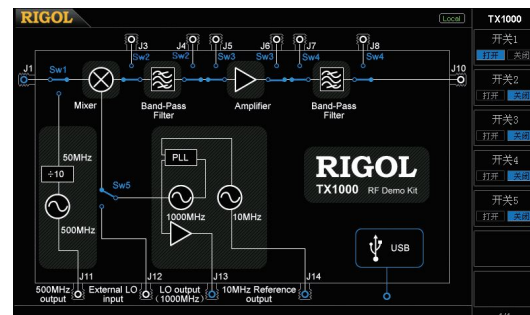 RIGOL
Local
TX1000
J1
Sw1
J3
Sw2
J4
Sw2
J5
Sw3
J6
Sw3
J7
Sw4
J8
Sw4
J10
Mixer
Band-Pass
Filter
Amplifier
Band-Pass
Filter
50MHz
÷10
500MHz
Sw5
PLL
1000MHz
10MHz
RIGOL
TX1000 RF Demo Kit
USB
J11
J12
J13
J14
500MHz
output
External LO
input
LO output
(1000MHz)
10MHz Reference
output
开关1
打开 关闭
开关2
打开 关闭
开关3
打开 关闭
开关4
打开 关闭
开关5
打开 关闭